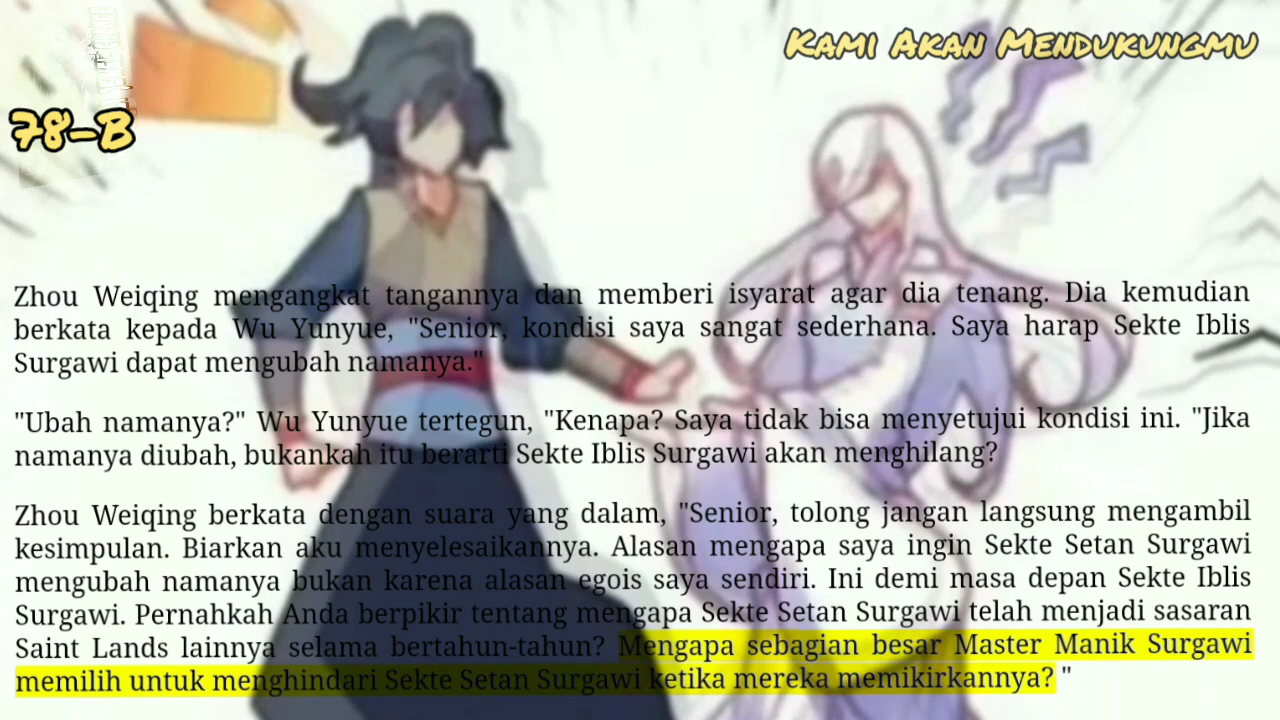 Kami Akan Mendukungmu
78-B
Zhou Weiqing mengangkat tangannya dan memberi isyarat agar dia tenang. Dia kemudian
berkata kepada Wu Yunyue, "Senior, kondisi saya sangat sederhana. Saya harap Sekte Iblis
Surgawi dapat mengubah namanya."
"Ubah namanya?" Wu Yunyue tertegun, "Kenapa? Saya tidak bisa menyetujui kondisi ini. "Jika
namanya diubah, bukankah itu berarti Sekte Iblis Surgawi akan menghilang?
Zhou Weiqing berkata dengan suara yang dalam, "Senior, tolong jangan langsung mengambil
kesimpulan. Biarkan aku menyelesaikannya. Alasan mengapa saya ingin Sekte Setan Surgawi
mengubah namanya bukan karena alasan egois saya sendiri. Ini demi masa depan Sekte Iblis
Surgawi. Pernahkah Anda berpikir tentang mengapa Sekte Setan Surgawi telah menjadi sasaran
Saint Lands lainnya selama bertahun-tahun? Mengapa sebagian besar Master Manik Surgawi
memilih untuk menghindari Sekte Setan Surgawi ketika mereka memikirkannya? "